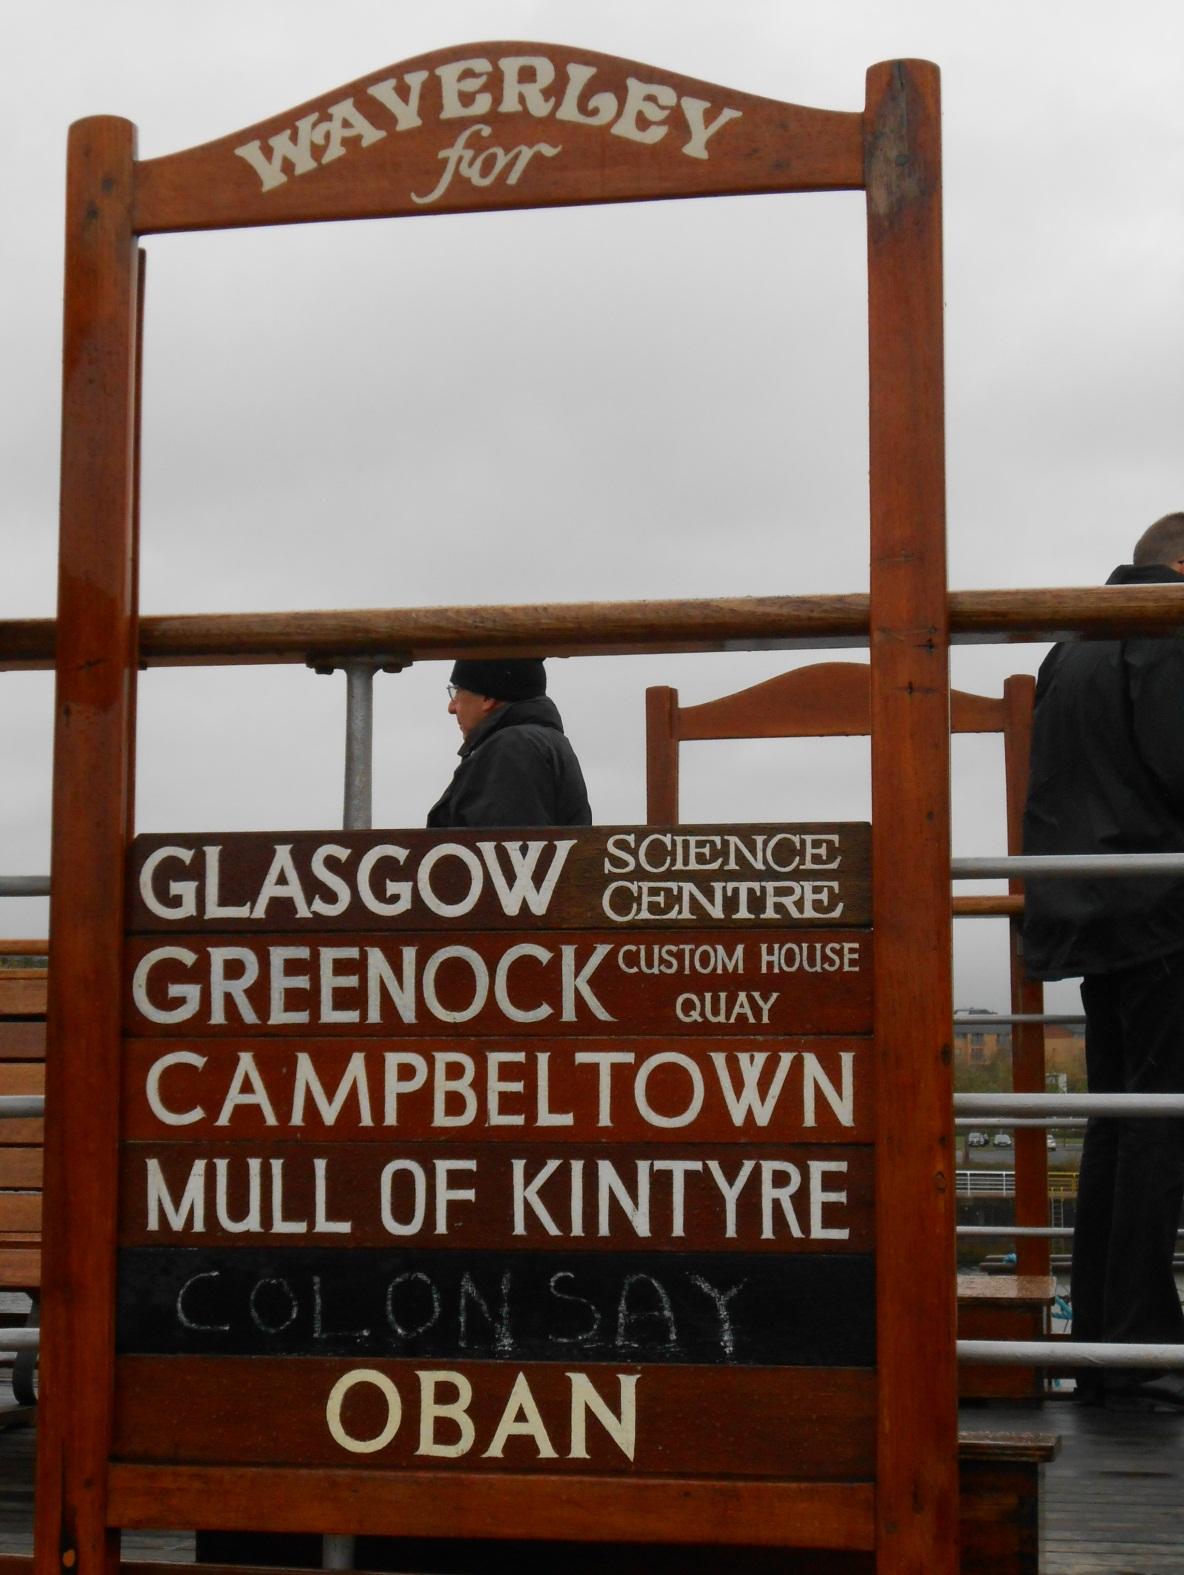 WAVERLEY
for
GLASGOW SCIENCE CENTRE
GREENOCK CUSTOM HOUSE QUAY
CAMPBELTOWN
MULL OF KINTYRE
COLONSAY
OBAN